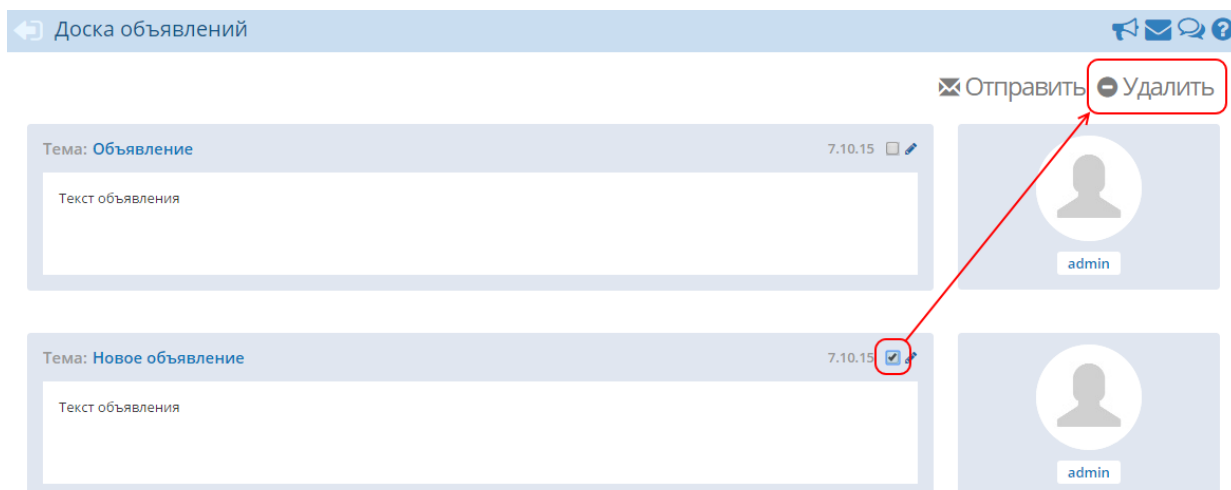 Доска объявлений
Отправить Удалить
Тема: Объявление 7.10.15
Текст объявления
admin
Тема: Новое объявление 7.10.15
Текст объявления
admin